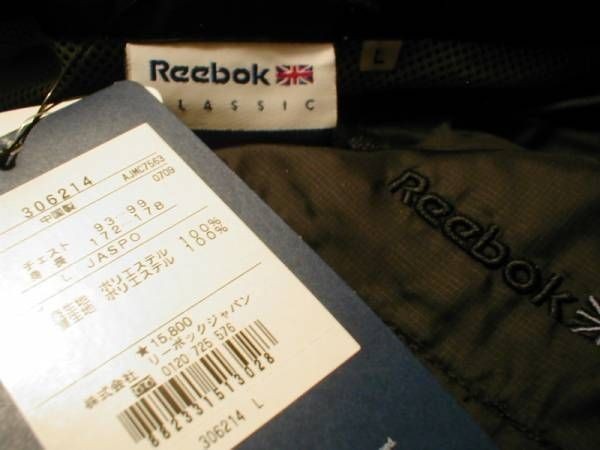 Reebok
CLASSIC
L
306214
AJMC7563
中国製
0709
チェスト 93-99
身長 172-178
L JASPO
ポリエステル 100%
ポリエステル 100%
★15,800
株式会社 リーボックジャパン
0120 725 576
662331513028
306214 L
Reebok